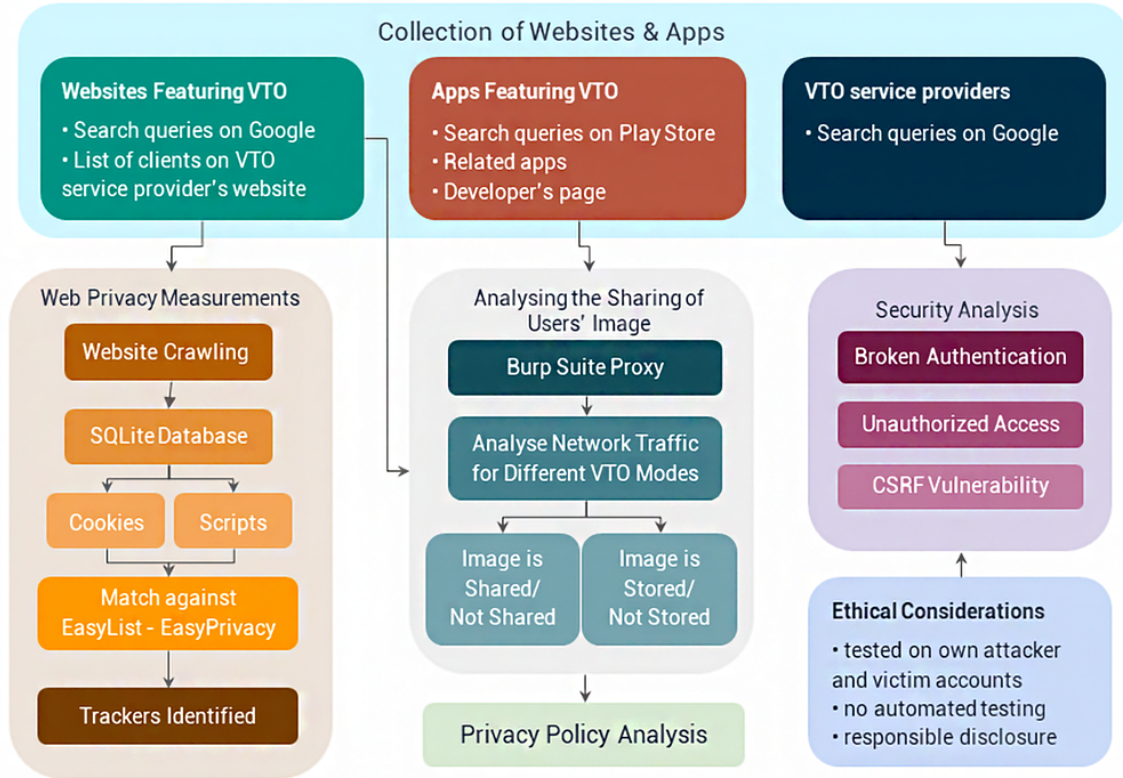 Collection of Websites & Apps
Websites Featuring VTO
• Search queries on Google
• List of clients on VTO
service provider's website
Apps Featuring VTO
• Search queries on Play Store
• Related apps
• Developer's page
VTO service providers
• Search queries on Google
Web Privacy Measurements
Website Crawling
SQLite Database
Cookies
Scripts
Match against
EasyList - EasyPrivacy
Trackers Identified
Analysing the Sharing of
Users' Image
Burp Suite Proxy
Analyse Network Traffic
for Different VTO Modes
Image is
Shared/
Not Shared
Image is
Stored/
Not Stored
Privacy Policy Analysis
Security Analysis
Broken Authentication
Unauthorized Access
CSRF Vulnerability
Ethical Considerations
• tested on own attacker
and victim accounts
• no automated testing
• responsible disclosure